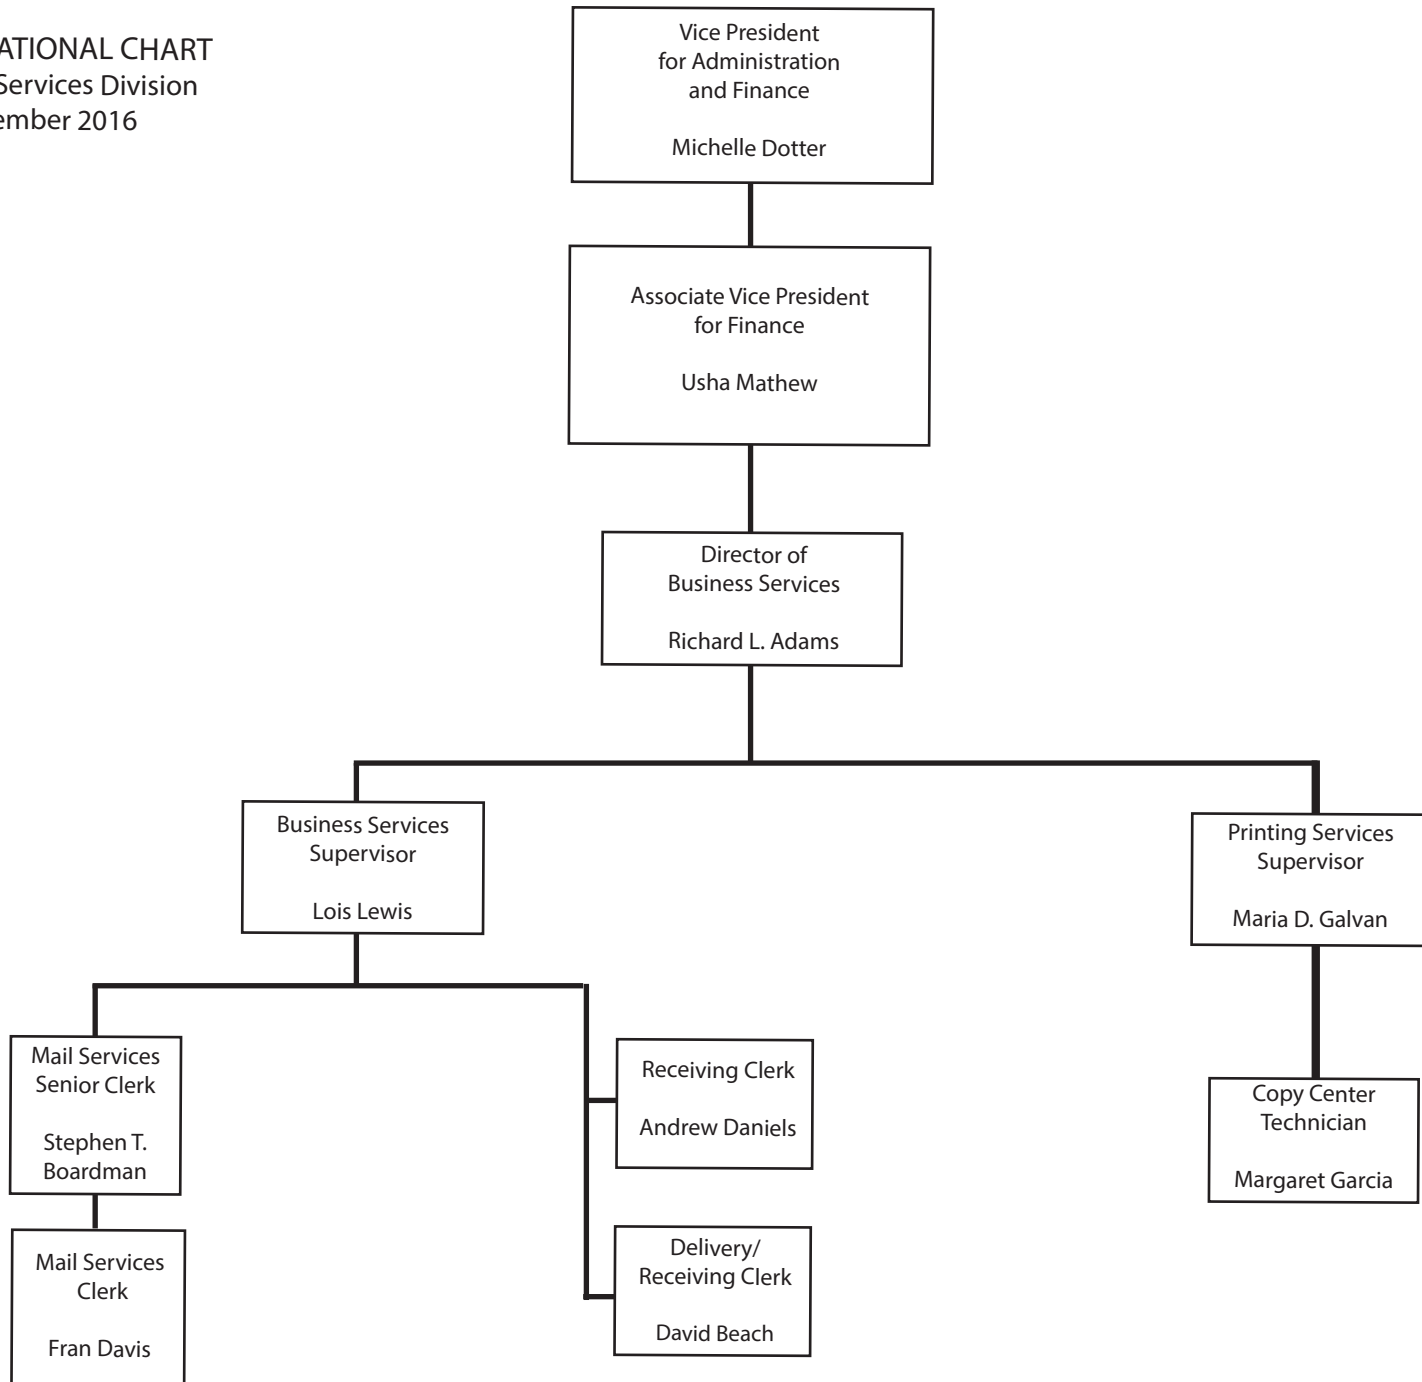 ATIONAL CHART
Services Division
ember 2016
Vice President
for Administration
and Finance
Michelle Dotter
Associate Vice President
for Finance
Usha Mathew
Director of
Business Services
Richard L. Adams
Business Services
Supervisor
Lois Lewis
Printing Services
Supervisor
Maria D. Galvan
Mail Services
Senior Clerk
Stephen T.
Boardman
Receiving Clerk
Andrew Daniels
Copy Center
Technician
Margaret Garcia
Mail Services
Clerk
Fran Davis
Delivery/
Receiving Clerk
David Beach